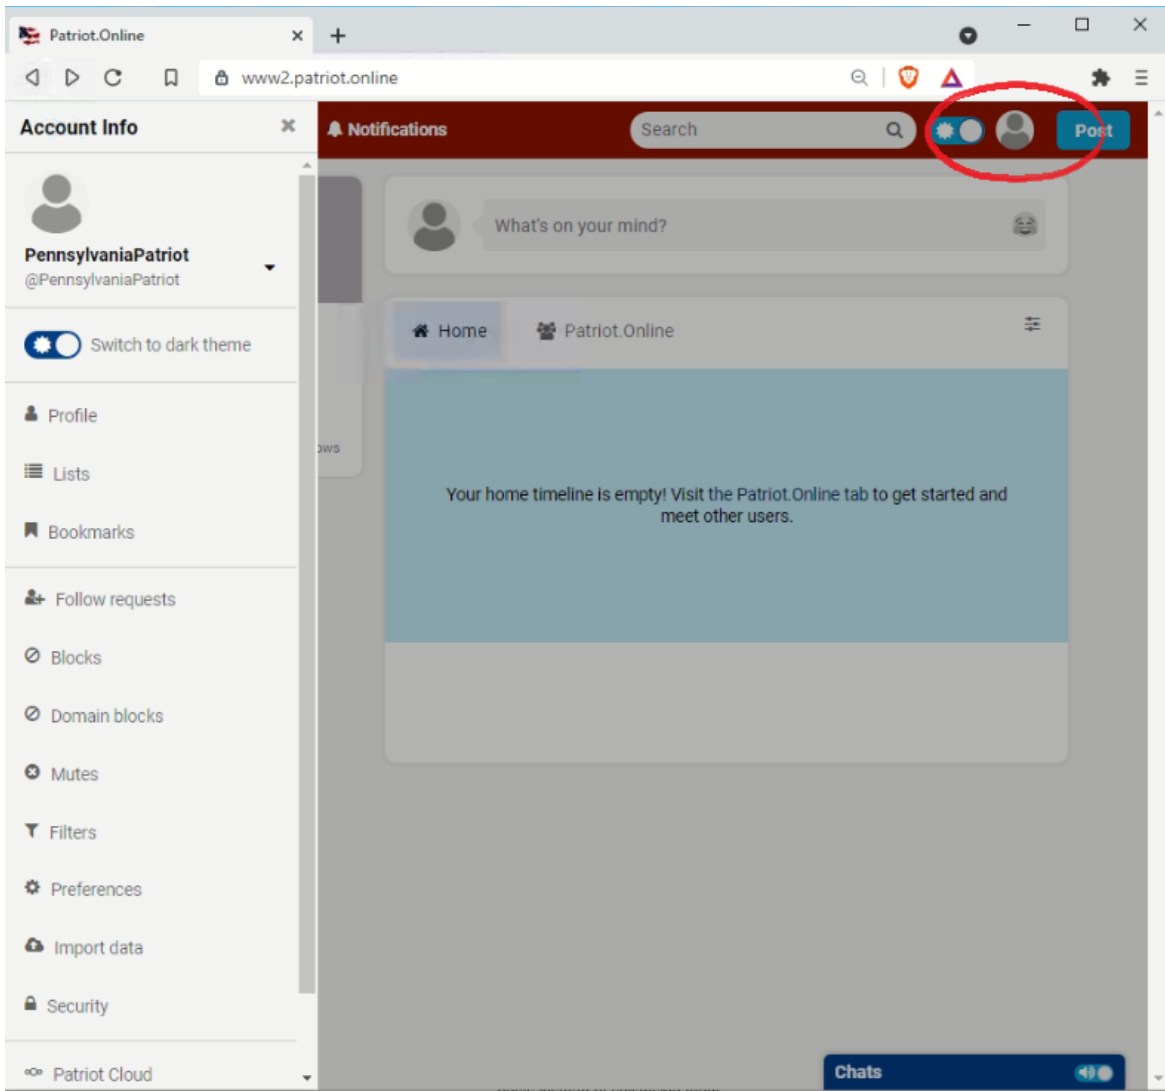 Patriot.Online
www2.patriot.online
Account Info
Notifications
Search
Post
PennsylvaniaPatriot
@PennsylvaniaPatriot
What's on your mind?
Switch to dark theme
Home
Patriot.Online
Profile
Lists
Bookmarks
ows
Your home timeline is empty! Visit the Patriot.Online tab to get started and
meet other users.
Follow requests
Blocks
Domain blocks
Mutes
Filters
Preferences
Import data
Security
Patriot Cloud
Chats